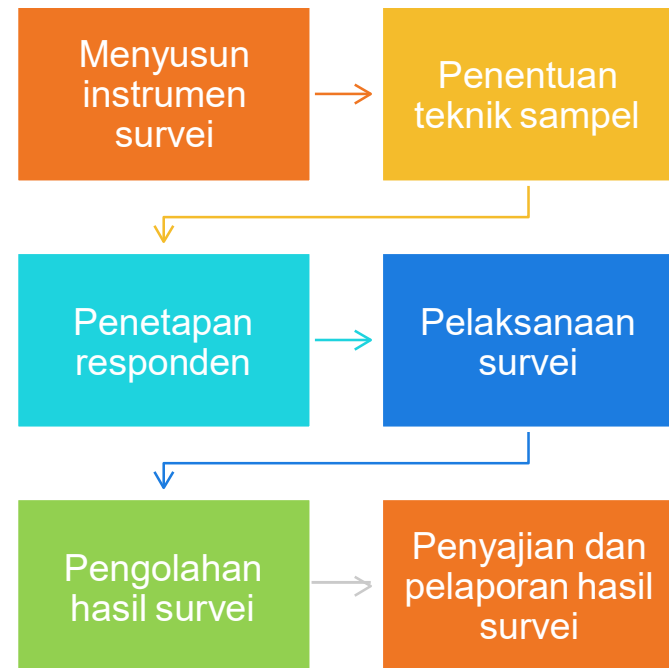 Menyusun
instrumen
survei
Penentuan
teknik sampel
Penetapan
responden
Pelaksanaan
survei
Pengolahan
hasil survei
Penyajian dan
pelaporan hasil
survei